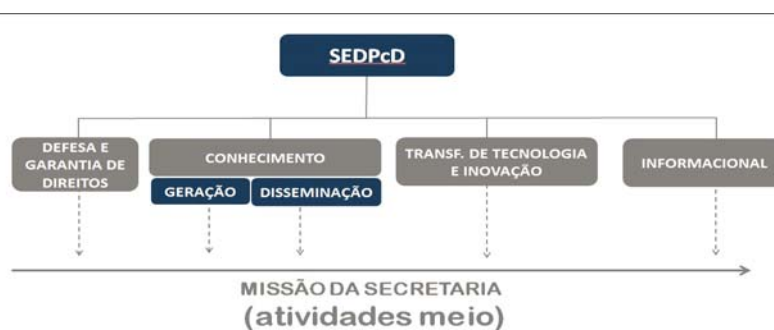 SEDPcD
DEFESA E
GARANTIA DE
DIREITOS
CONHECIMENTO
GERAÇÃO
DISSEMINAÇÃO
TRANSF. DE TECNOLOGIA
E INOVAÇÃO
INFORMACIONAL
MISSÃO DA SECRETARIA
(atividades meio)